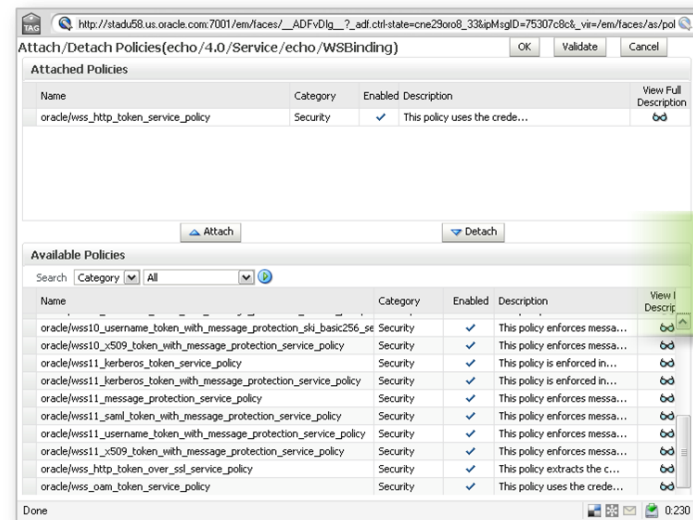 TAG
http://stadu58.us.oracle.com:7001/em/faces/__ADFvDlg__?_adf.ctrl-state=cne29oro8_33&ipMsgID=75307c8c&_vir=/em/faces/as/pol
Attach/Detach Policies(echo/4.0/Service/echo/WSBinding) OK Validate Cancel
Attached Policies
Name Category Enabled Description View Full Description
oracle/wss_http_token_service_policy Security This policy uses the crede...
Attach Detach
Available Policies
Search Category All
Name Category Enabled Description View Descrip
oracle/wss10_username_token_with_message_protection_ski_basic256_se Security This policy enforces messa...
oracle/wss10_x509_token_with_message_protection_service_policy Security This policy enforces messa...
oracle/wss11_kerberos_token_service_policy Security This policy is enforced in...
oracle/wss11_kerberos_token_with_message_protection_service_policy Security This policy is enforced in...
oracle/wss11_message_protection_service_policy Security This policy enforces messa...
oracle/wss11_saml_token_with_message_protection_service_policy Security This policy enforces messa...
oracle/wss11_username_token_with_message_protection_service_policy Security This policy enforces messa...
oracle/wss11_x509_token_with_message_protection_service_policy Security This policy enforces messa...
oracle/wss_http_token_over_ssl_service_policy Security This policy extracts the c...
oracle/wss_oam_token_service_policy Security This policy uses the crede...
Done 0:230